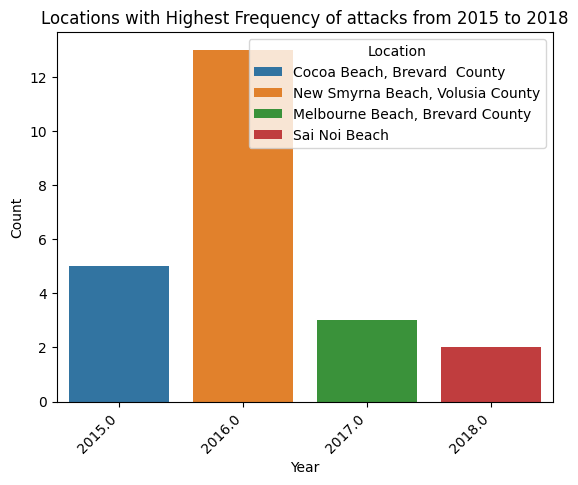 Locations with Highest Frequency of attacks from 2015 to 2018
Location
Cocoa Beach, Brevard  County
New Smyrna Beach, Volusia County
Melbourne Beach, Brevard County
Sai Noi Beach
Count
12
10
8
6
4
2
0
2015.0
2016.0
2017.0
2018.0
Year